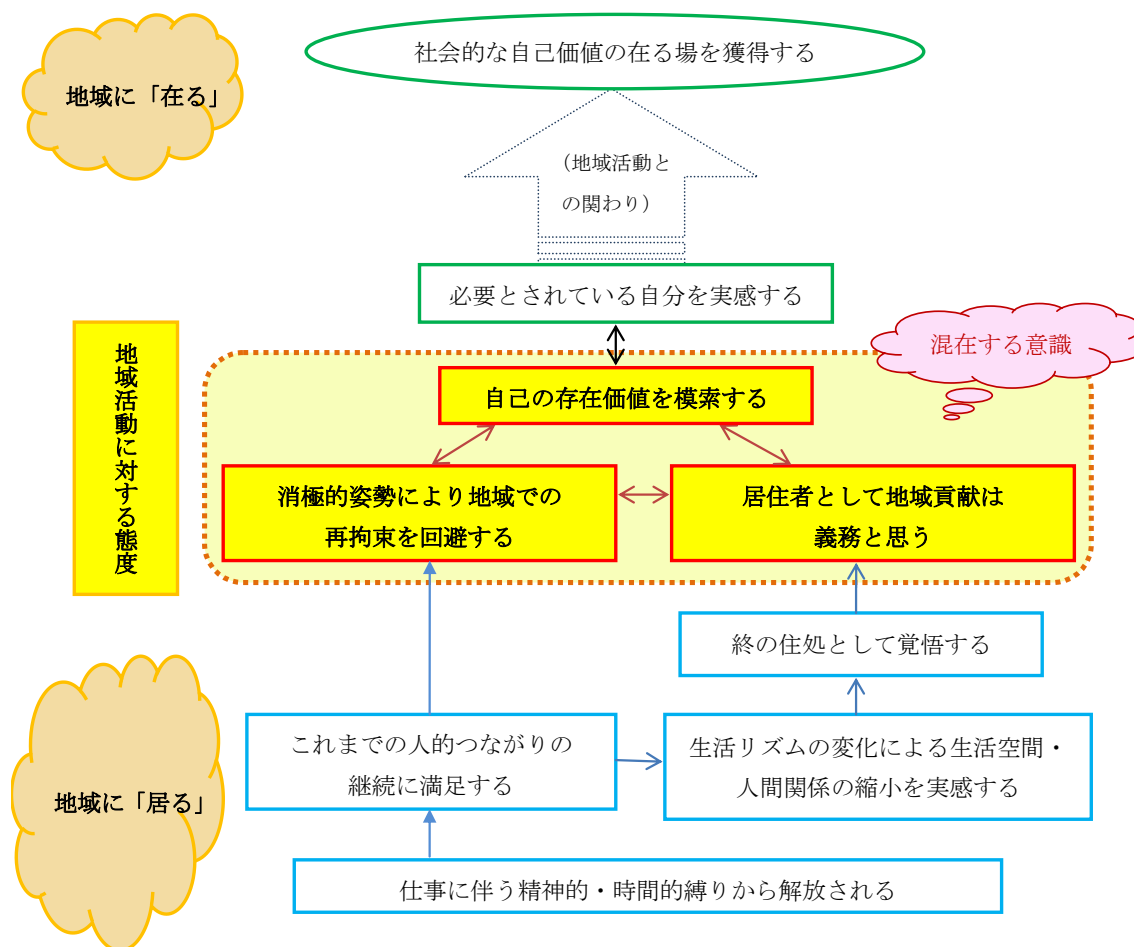 社会的な自己価値の在る場を獲得する
地域に「在る」
（地域活動と
の関わり）
必要とされている自分を実感する
混在する意識
地域活動に対する態度
自己の存在価値を模索する
消極的姿勢により地域での
再拘束を回避する
居住者として地域貢献は
義務と思う
終の住処として覚悟する
これまでの人的つながりの
継続に満足する
生活リズムの変化による生活空間・
人間関係の縮小を実感する
地域に「居る」
仕事に伴う精神的・時間的縛りから解放される